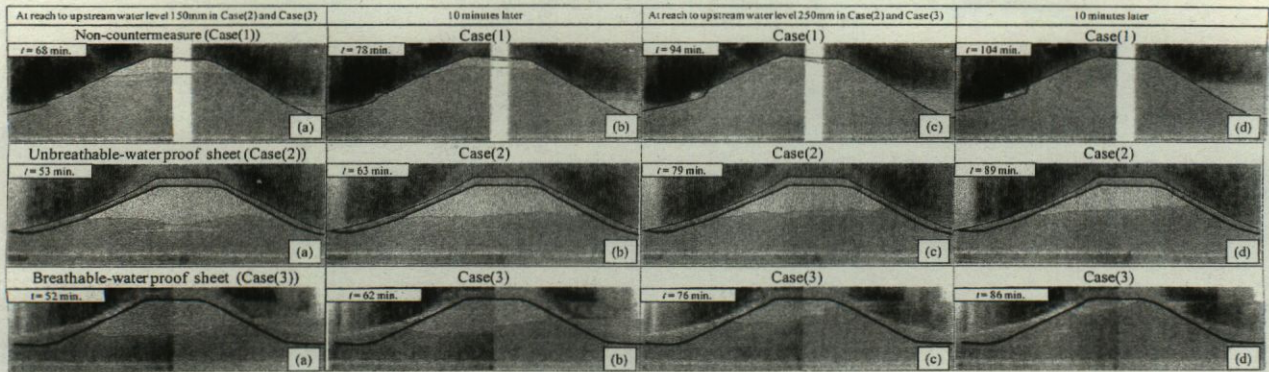 At reach to upstream water level 150mm in Case(2) and Case(3)
10 minutes later
At reach to upstream water level 250mm in Case(2) and Case(3)
10 minutes later
Non-countermeasure (Case(1))
Case(1)
Case(1)
Case(1)
t = 68 min.
t = 78 min.
t = 94 min.
t = 104 min.
(a)
(b)
(c)
(d)
Unbreathable-waterproof sheet (Case(2))
Case(2)
Case(2)
Case(2)
t = 53 min.
t = 63 min.
t = 79 min.
t = 89 min.
(a)
(b)
(c)
(d)
Breathable-waterproof sheet (Case(3))
Case(3)
Case(3)
Case(3)
t = 52 min.
t = 62 min.
t = 76 min.
t = 86 min.
(a)
(b)
(c)
(d)